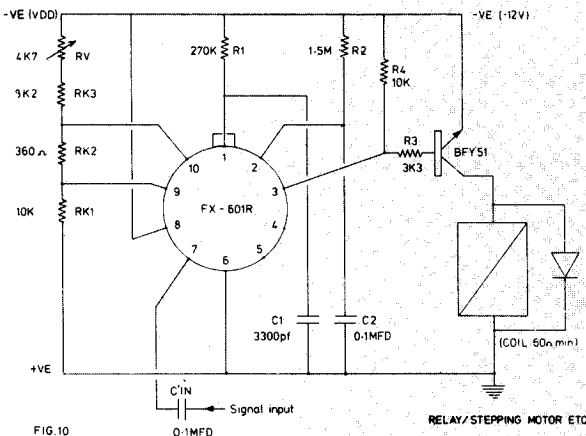 -VE (VDD)
-VE (-12V)
4K7
RV
270K
R1
1·5M
R2
R4
10K
RK3
360Ω
RK2
10K
RK1
R3
3K3
BFY51
1
2
3
4
5
6
7
8
9
10
FX-601R
C1
3300pf
C2
0·1MFD
(COIL 50Ω min)
+VE
C'IN
0·1MFD
Signal input
FIG.10
RELAY/STEPPING MOTOR ETC